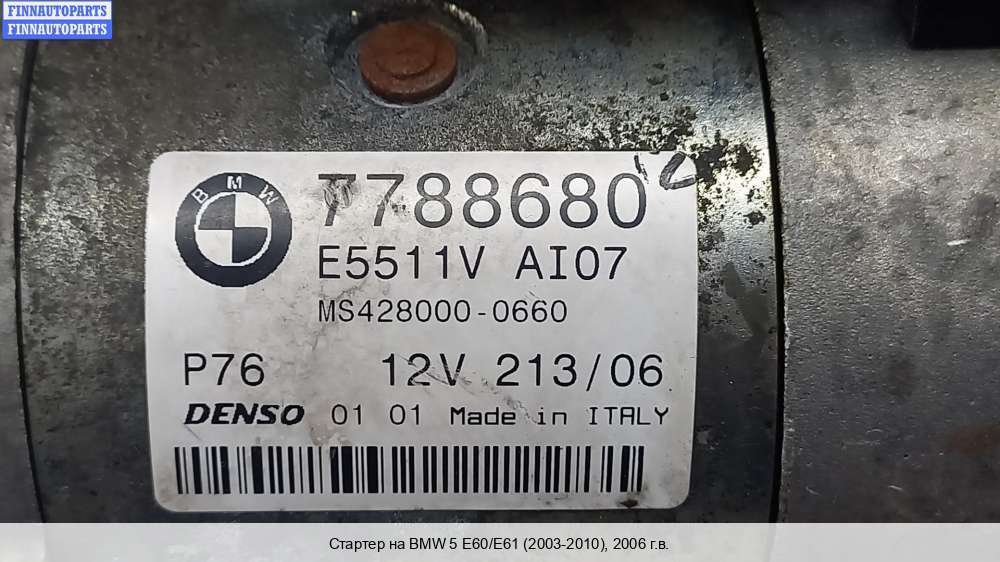 FINNAUTOPARTS
FINNAUTOPARTS
BMW
7788680
E5511V AI07
MS428000-0660
P76 12V 213/06
DENSO 01 01 Made in ITALY
Стартер на BMW 5 E60/E61 (2003-2010), 2006 г.в.